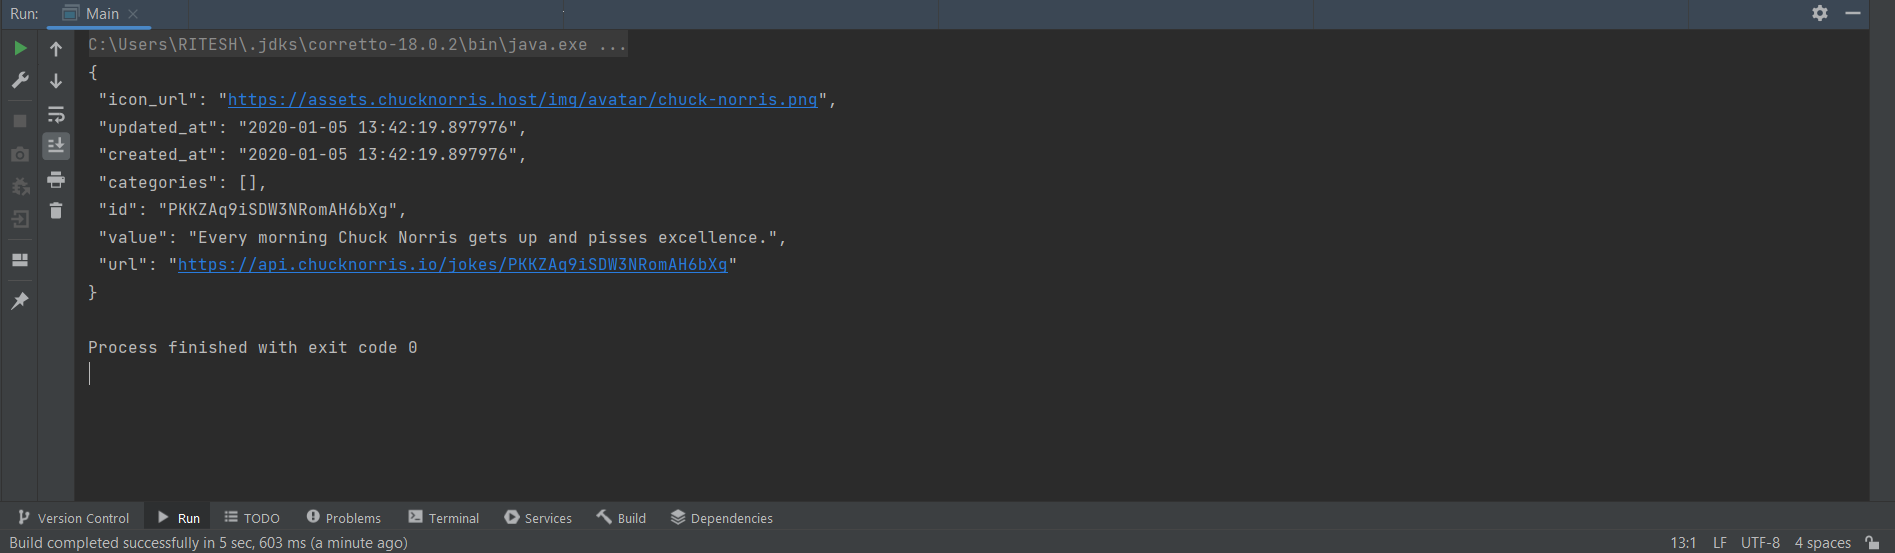 Run: Main
C:\Users\RITESH\.jdks\corretto-18.0.2\bin\java.exe ...
{
"icon_url": "https://assets.chucknorris.host/img/avatar/chuck-norris.png",
"updated_at": "2020-01-05 13:42:19.897976",
"created_at": "2020-01-05 13:42:19.897976",
"categories": [],
"id": "PKKZAq9iSDW3NRomAH6bXg",
"value": "Every morning Chuck Norris gets up and pisses excellence.",
"url": "https://api.chucknorris.io/jokes/PKKZAq9iSDW3NRomAH6bXg"
}
Process finished with exit code 0
Version Control Run TODO Problems Terminal Services Build Dependencies
Build completed successfully in 5 sec, 603 ms (a minute ago) 13:1 LF UTF-8 4 spaces